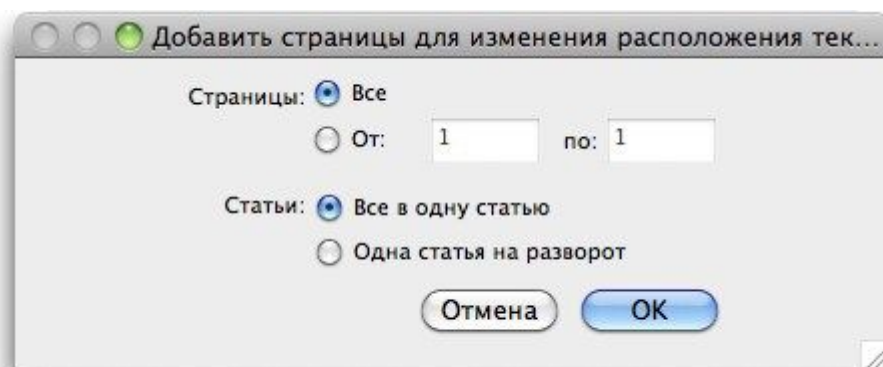 Добавить страницы для изменения расположения тек...
Страницы: Все
От: 1 по: 1
Статьи: Все в одну статью
Одна статья на разворот
Отмена OK